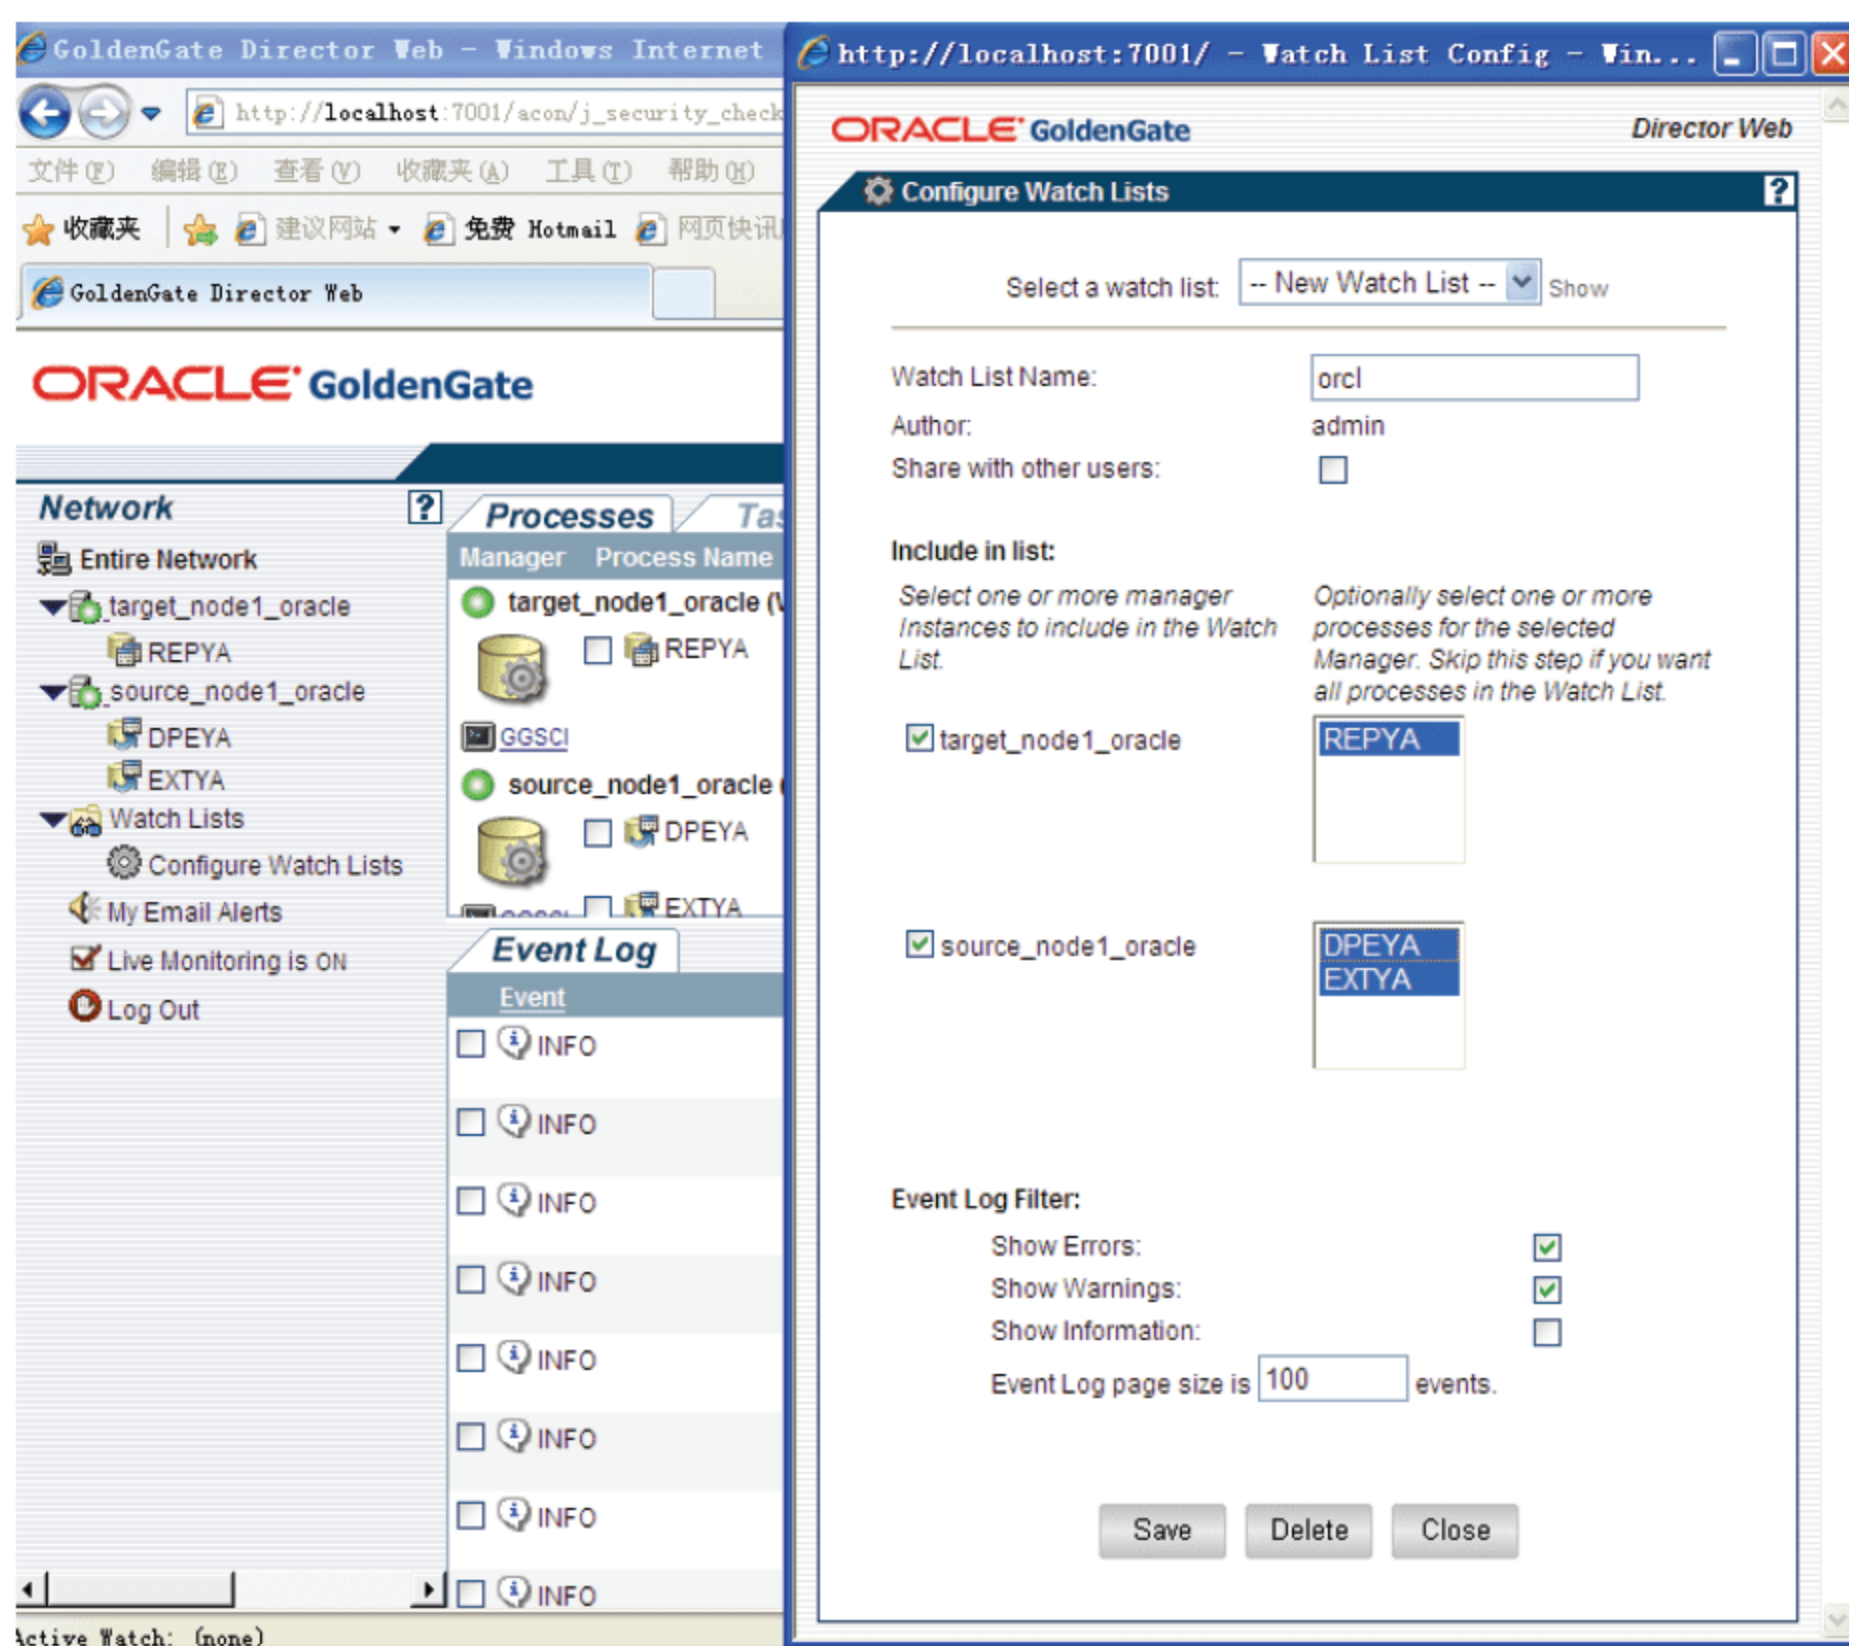 GoldenGate Director Web - Windows Internet
http://localhost:7001/acon/j_security_check
文件(F) 编辑(E) 查看(V) 收藏夹(A) 工具(T) 帮助(H)
收藏夹 建议网站 免费 Hotmail 网页快讯
GoldenGate Director Web
ORACLE GoldenGate
Network ?
Entire Network
target_node1_oracle
REPYA
source_node1_oracle
DPEYA
EXTYA
Watch Lists
Configure Watch Lists
My Email Alerts
Live Monitoring is ON
Log Out
Processes Tas
Manager Process Name
target_node1_oracle (
REPYA
GGSCI
source_node1_oracle (
DPEYA
GGSCI EXTYA
Event Log
Event
INFO
INFO
INFO
INFO
INFO
INFO
INFO
INFO
Active Watch: (none)
http://localhost:7001/ - Watch List Config - Win...
ORACLE GoldenGate Director Web
Configure Watch Lists ?
Select a watch list: -- New Watch List -- Show
Watch List Name: orcl
Author: admin
Share with other users:
Include in list:
Select one or more manager
Instances to include in the Watch
List.
Optionally select one or more
processes for the selected
Manager. Skip this step if you want
all processes in the Watch List.
target_node1_oracle REPYA
source_node1_oracle DPEYA
EXTYA
Event Log Filter:
Show Errors:
Show Warnings:
Show Information:
Event Log page size is 100 events.
Save Delete Close